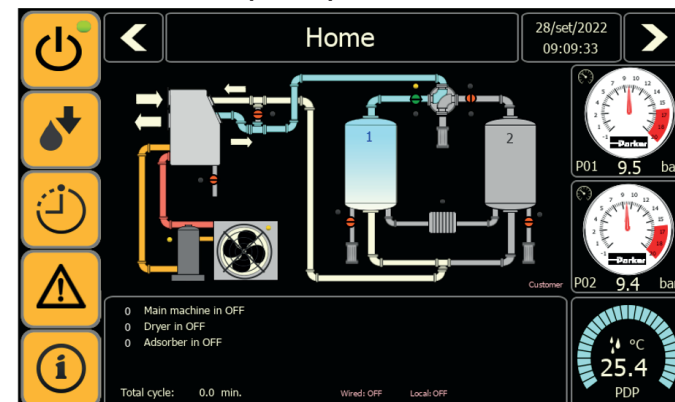 Home
28/set/2022
09:09:33
1
2
Customer
P01 9.5 ba
P02 9.4 ba
Parker
Parker
0 Main machine in OFF
0 Dryer in OFF
0 Adsorber in OFF
Total cycle: 0.0 min.
Wired: OFF Local: OFF
°C
25.4
PDP